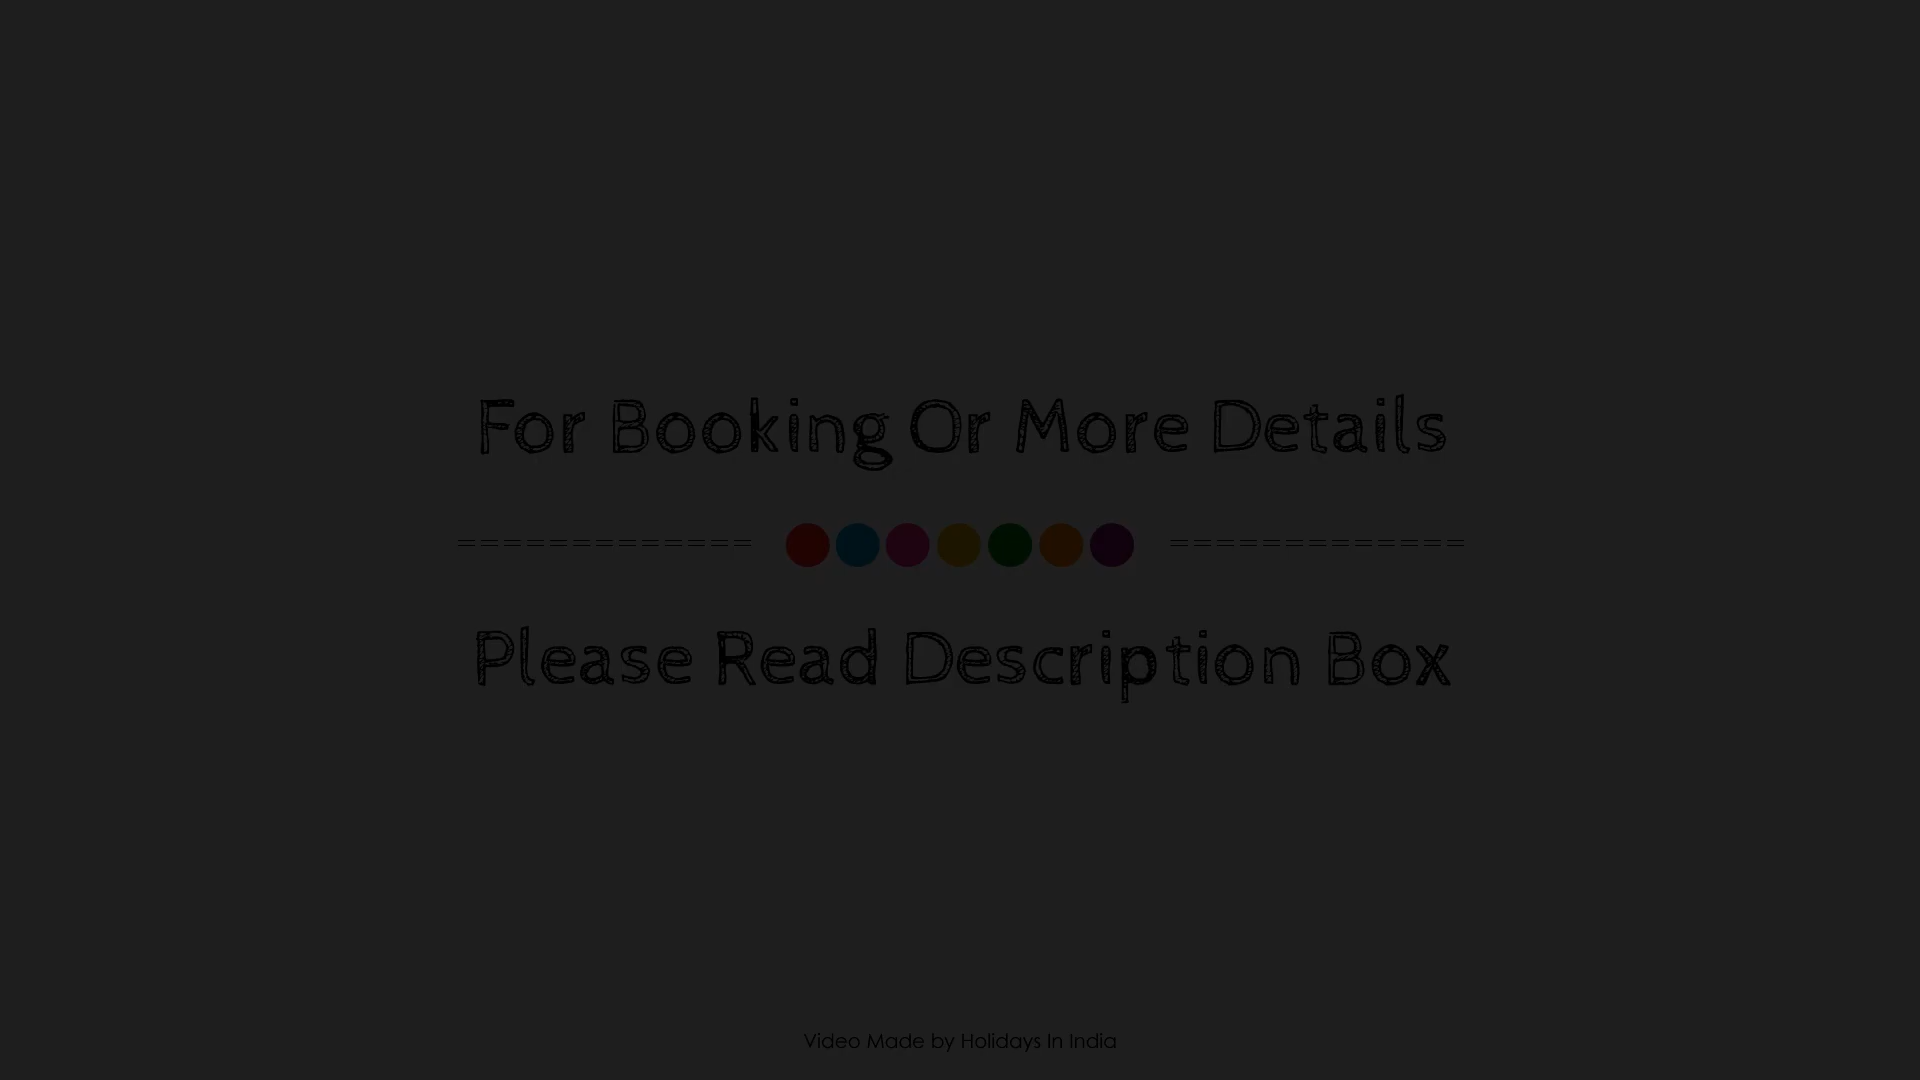 For Booking Or More Details
============= =============
Please Read Description Box
Video Made by Holidays In India